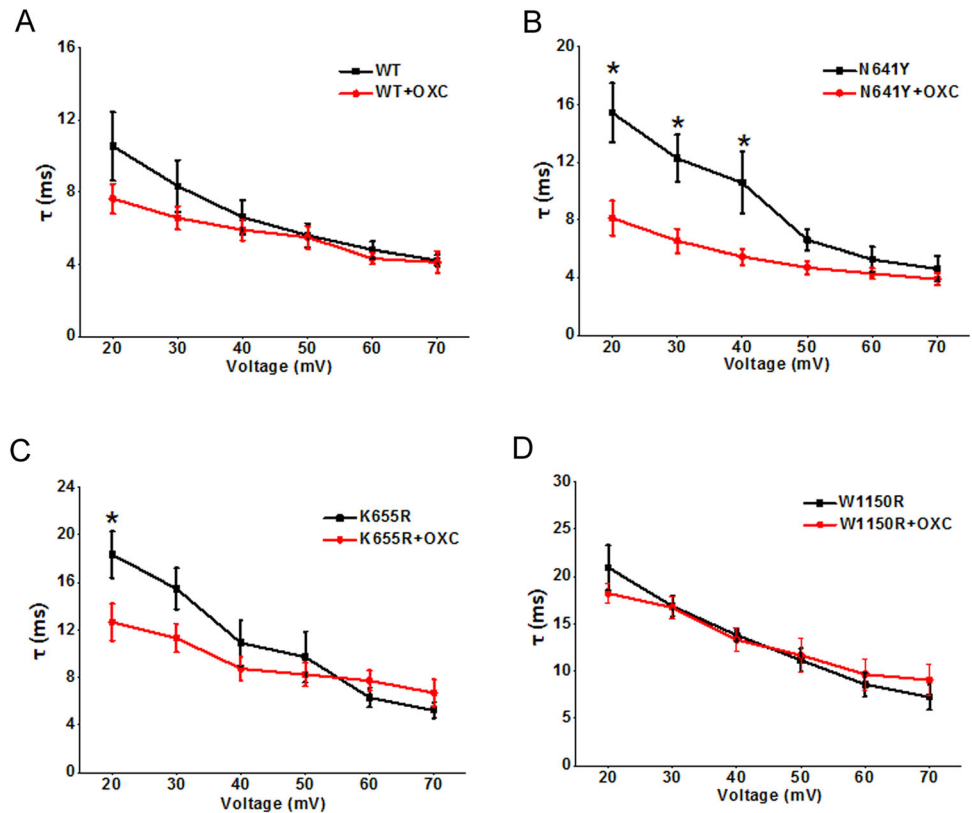 A
16
12
8
4
0
τ (ms)
WT
WT+OXC
20 30 40 50 60 70
Voltage (mV)
B
20
16
12
8
4
0
τ (ms)
* * *
N641Y
N641Y+OXC
20 30 40 50 60 70
Voltage (mV)
C
24
20
16
12
8
4
0
τ (ms)
*
K655R
K655R+OXC
20 30 40 50 60 70
Voltage (mV)
D
30
25
20
15
10
5
0
τ (ms)
W1150R
W1150R+OXC
20 30 40 50 60 70
Voltage (mV)